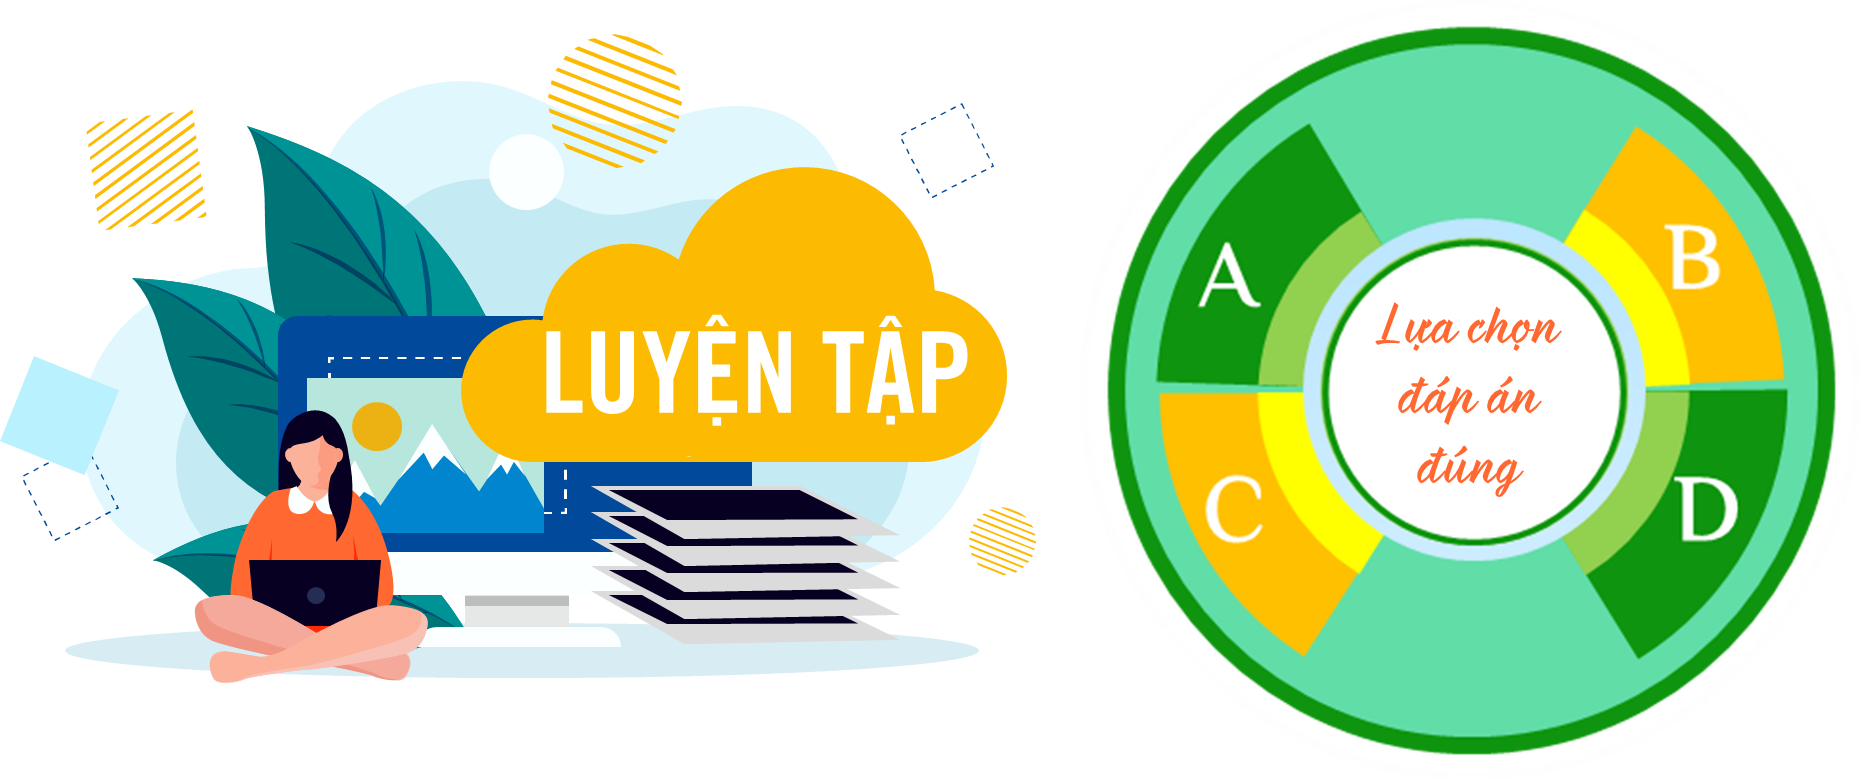 LUYỆN TẬP
A
B
Lựa chọn
đáp án
đúng
C
D